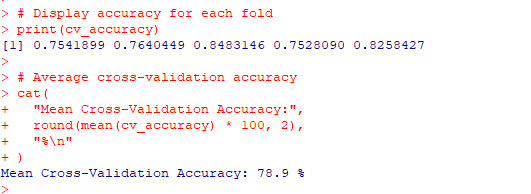 > # Display accuracy for each fold
> print(cv_accuracy)
[1] 0.7541899 0.7640449 0.8483146 0.7528090 0.8258427
>
> # Average cross-validation accuracy
> cat(
+   "Mean Cross-Validation Accuracy:",
+   round(mean(cv_accuracy) * 100, 2),
+   "%\n"
+ )
Mean Cross-Validation Accuracy: 78.9 %
>